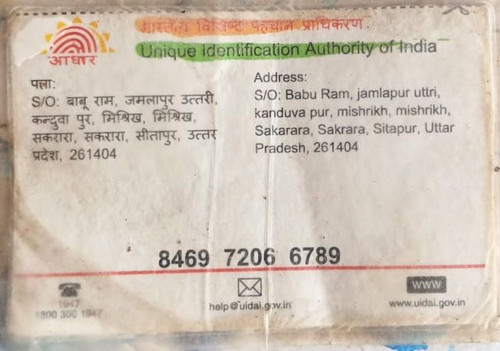 भारतीय विशिष्ट पहचान प्राधिकरण
Unique Identification Authority of India
आधार
पता:
S/O: बाबू राम, जमलापुर उत्तरी,
कन्दुवा पुर, मिश्रिख, मिश्रिख,
सकरारा, सकरारा, सीतापुर, उत्तर
प्रदेश, 261404
Address:
S/O: Babu Ram, jamlapur uttri,
kanduva pur, mishrikh, mishrikh,
Sakarara, Sakrara, Sitapur, Uttar
Pradesh, 261404
8469 7206 6789
1947
1800 300 1947
help@uidai.gov.in
www
www.uidai.gov.in